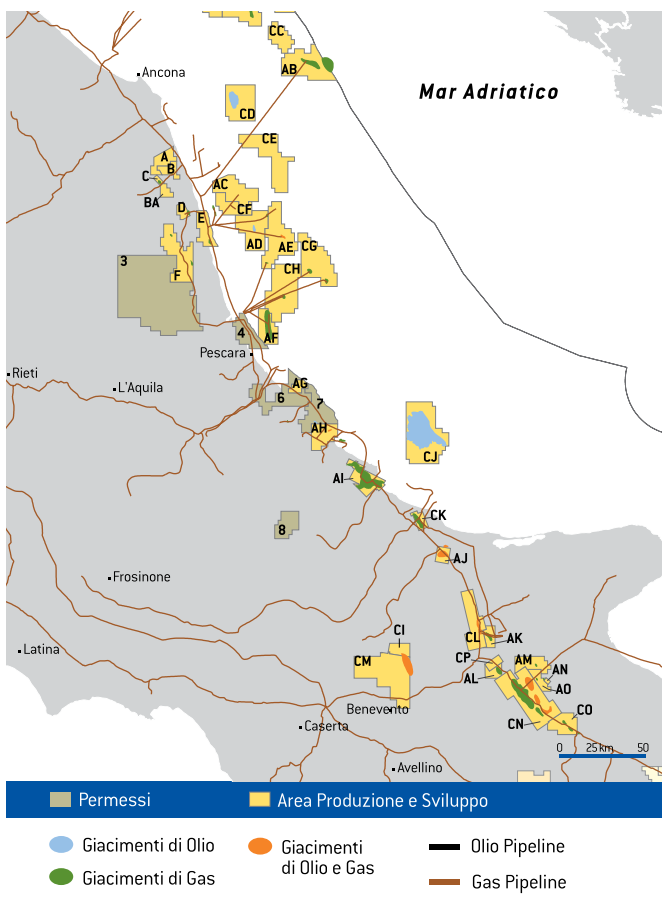 CC
AB
Ancona
Mar Adriatico
CD
CE
A
B
C
BA
AC
CF
D
E
AD
AE
CG
3
F
CH
4
AF
Pescara
Rieti
L'Aquila
AG
6
7
AH
CJ
AI
CK
8
AJ
Frosinone
CI
CL
AK
Latina
CM
CP
AM
AN
AL
AO
Benevento
CO
CN
Caserta
0 25km 50
Avellino
Permessi
Area Produzione e Sviluppo
Giacimenti di Olio
Giacimenti di Olio e Gas
Olio Pipeline
Giacimenti di Gas
Gas Pipeline